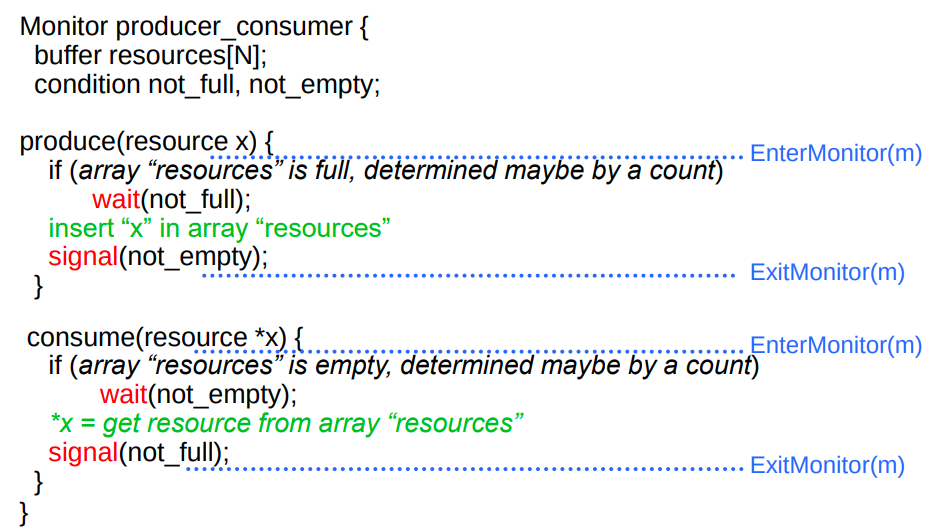 Monitor producer_consumer {
buffer resources[N];
condition not_full, not_empty;
produce(resource x) {
EnterMonitor(m)
if (array “resources” is full, determined maybe by a count)
wait(not_full);
insert “x” in array “resources”
signal(not_empty);
ExitMonitor(m)
}
consume(resource *x) {
EnterMonitor(m)
if (array “resources” is empty, determined maybe by a count)
wait(not_empty);
*x = get resource from array “resources”
signal(not_full);
ExitMonitor(m)
}
}